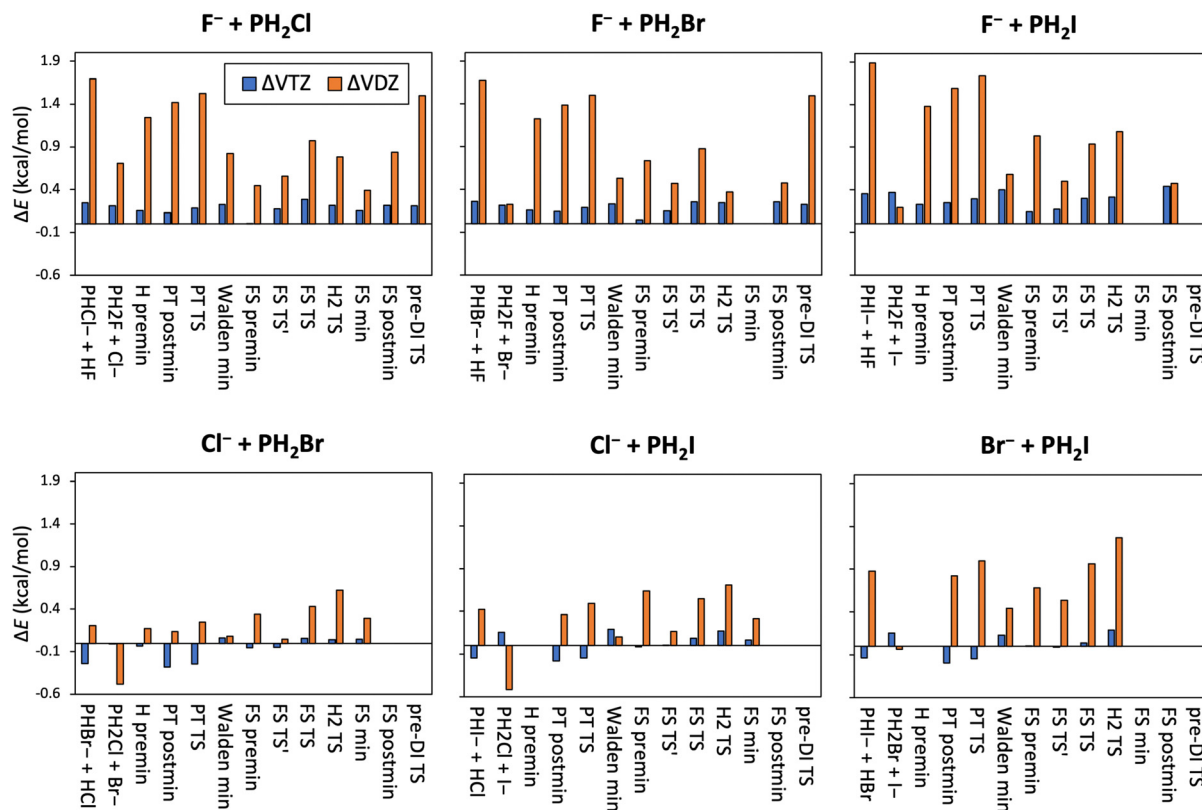 F⁻ + PH₂Cl
F⁻ + PH₂Br
F⁻ + PH₂I
ΔE (kcal/mol)
1.9
1.4
0.9
0.4
-0.1
-0.6
ΔVTZ
ΔVDZ
PHCl− + HF
PH2F + Cl−
H premin
PT postmin
PT TS
Walden min
FS premin
FS TS'
FS TS
H2 TS
FS min
FS postmin
pre-DI TS
PHBr− + HF
PH2F + Br−
H premin
PT postmin
PT TS
Walden min
FS premin
FS TS'
FS TS
H2 TS
FS min
FS postmin
pre-DI TS
PHI− + HF
PH2F + I−
H premin
PT postmin
PT TS
Walden min
FS premin
FS TS'
FS TS
H2 TS
FS min
FS postmin
pre-DI TS
Cl⁻ + PH₂Br
Cl⁻ + PH₂I
Br⁻ + PH₂I
ΔE (kcal/mol)
1.9
1.4
0.9
0.4
-0.1
-0.6
PHBr− + HCl
PH2Cl + Br−
H premin
PT postmin
PT TS
Walden min
FS premin
FS TS'
FS TS
H2 TS
FS min
FS postmin
pre-DI TS
PHI− + HCl
PH2Cl + I−
H premin
PT postmin
PT TS
Walden min
FS premin
FS TS'
FS TS
H2 TS
FS min
FS postmin
pre-DI TS
PHI− + HBr
PH2Br + I−
H premin
PT postmin
PT TS
Walden min
FS premin
FS TS'
FS TS
H2 TS
FS min
FS postmin
pre-DI TS